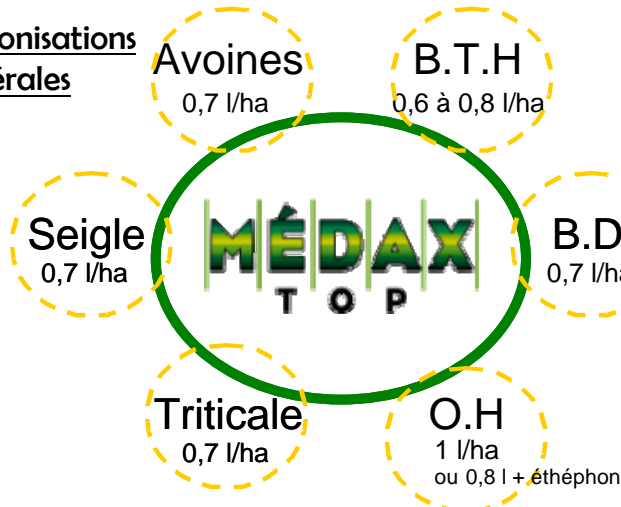 onisations
érales
Avoines
0,7 l/ha
B.T.H
0,6 à 0,8 l/ha
Seigle
0,7 l/ha
MÉDAX
TOP
B.D
0,7 l/ha
Triticale
0,7 l/ha
O.H
1 l/ha
ou 0,8 l + éthéphon